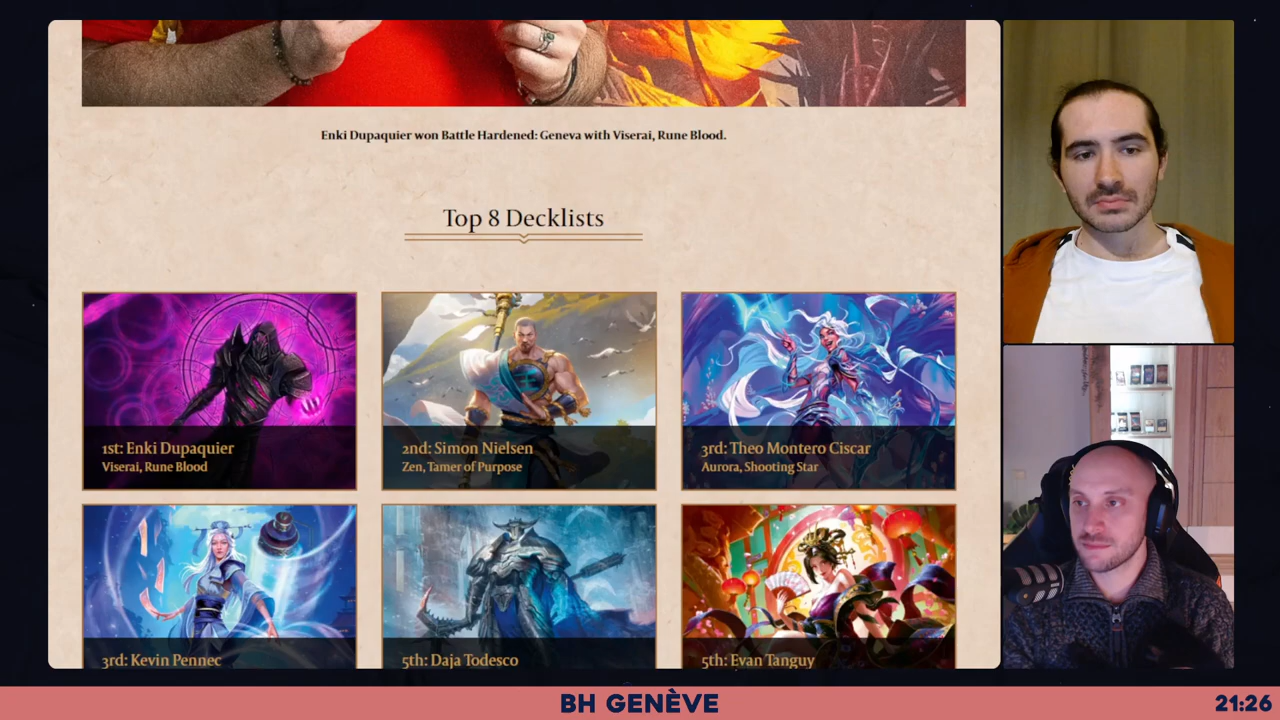 Enki Dupaquier won Battle Hardened: Geneva with Viserai, Rune Blood.
Top 8 Decklists
1st: Enki Dupaquier
Viserai, Rune Blood
2nd: Simon Nielsen
Zen, Tamer of Purpose
3rd: Theo Montero Ciscar
Aurora, Shooting Star
3rd: Kevin Pennec
5th: Daja Todesco
5th: Evan Tanguy
BH GENÈVE
21:26